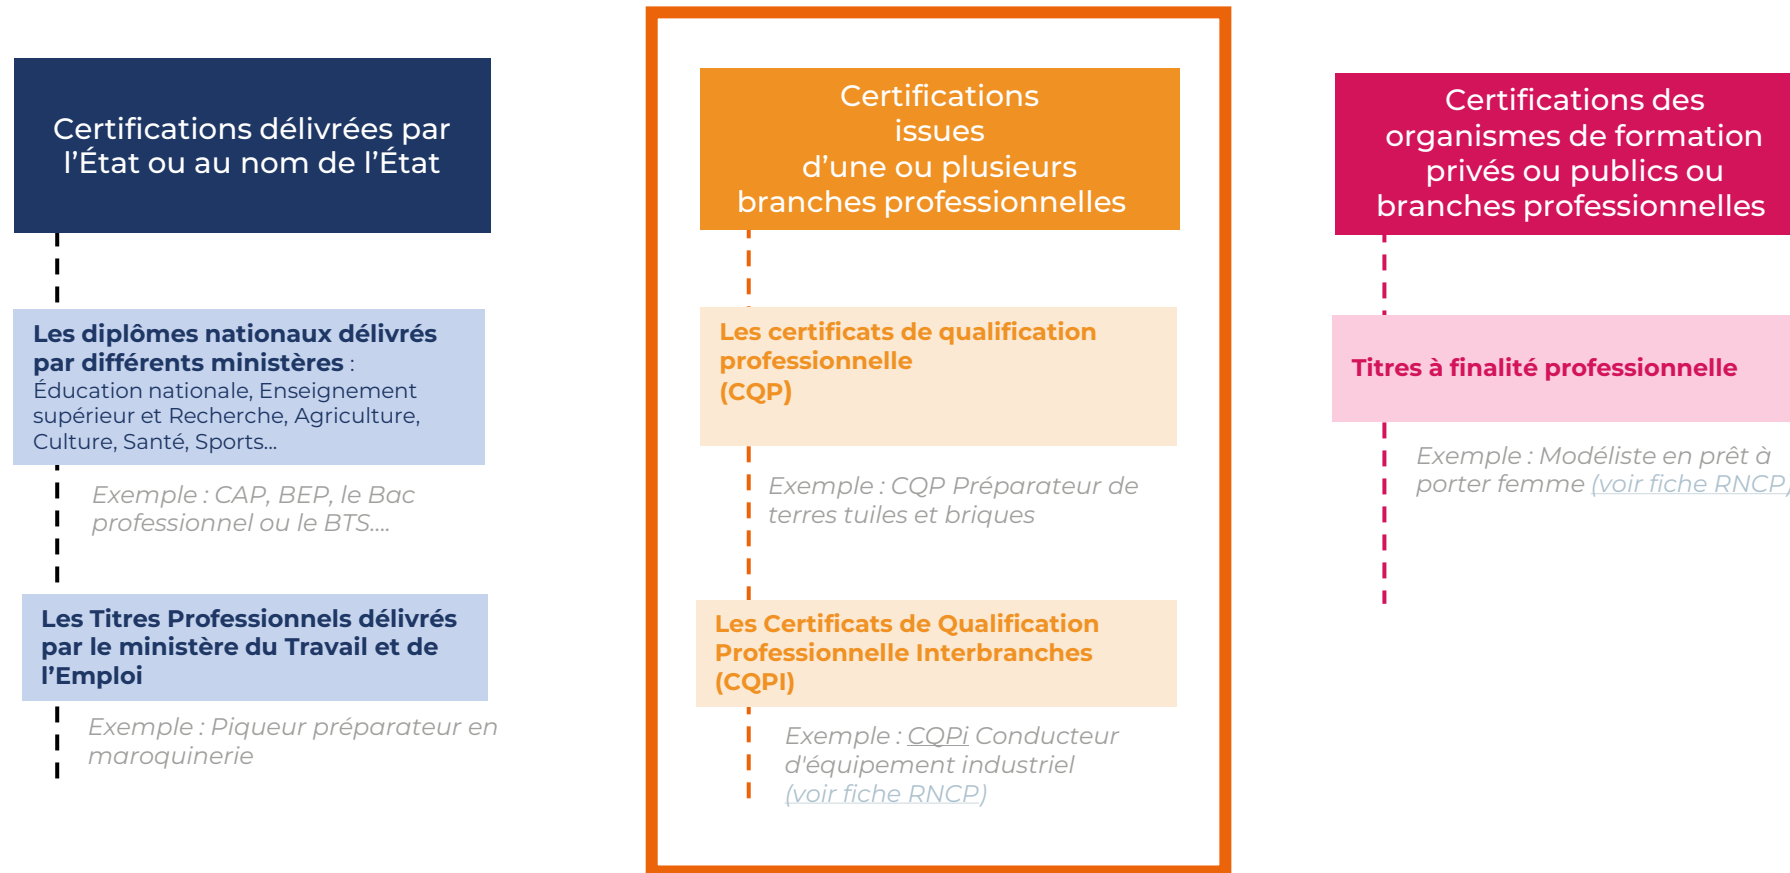 Certifications délivrées par
l’État ou au nom de l’État
Les diplômes nationaux délivrés
par différents ministères :
Éducation nationale, Enseignement
supérieur et Recherche, Agriculture,
Culture, Santé, Sports...
Exemple : CAP, BEP, le Bac
professionnel ou le BTS....
Les Titres Professionnels délivrés
par le ministère du Travail et de
l’Emploi
Exemple : Piqueur préparateur en
maroquinerie
Certifications
issues
d’une ou plusieurs
branches professionnelles
Les certificats de qualification
professionnelle
(CQP)
Exemple : CQP Préparateur de
terres tuiles et briques
Les Certificats de Qualification
Professionnelle Interbranches
(CQPI)
Exemple : CQPi Conducteur
d'équipement industriel
(voir fiche RNCP)
Certifications des
organismes de formation
privés ou publics ou
branches professionnelles
Titres à finalité professionnelle
Exemple : Modéliste en prêt à
porter femme (voir fiche RNCP)